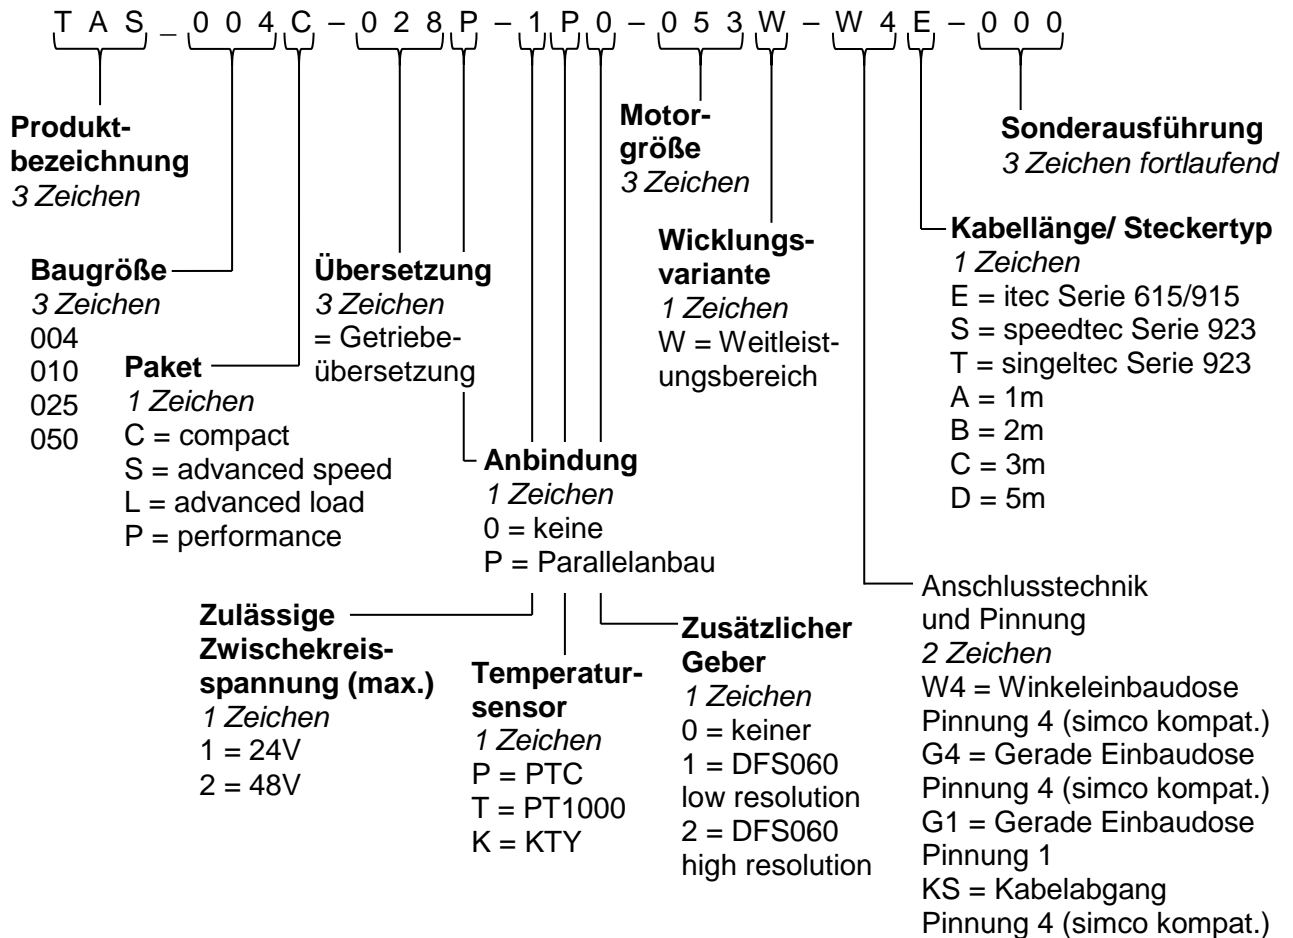 T A S _ 0 0 4 C – 0 2 8 P – 1 P 0 – 0 5 3 W – W 4 E – 0 0 0
Produkt-
bezeichnung
3 Zeichen
Baugröße
3 Zeichen
004
010
025
050
Paket
1 Zeichen
C = compact
S = advanced speed
L = advanced load
P = performance
Übersetzung
3 Zeichen
= Getriebe-
übersetzung
Anbindung
1 Zeichen
0 = keine
P = Parallelanbau
Zulässige
Zwischekreis-
spannung (max.)
1 Zeichen
1 = 24V
2 = 48V
Temperatur-
sensor
1 Zeichen
P = PTC
T = PT1000
K = KTY
Zusätzlicher
Geber
1 Zeichen
0 = keiner
1 = DFS060
low resolution
2 = DFS060
high resolution
Motor-
größe
3 Zeichen
Wicklungs-
variante
1 Zeichen
W = Weitleist-
ungsbereich
Anschlusstechnik
und Pinnung
2 Zeichen
W4 = Winkeleinbaudose
Pinnung 4 (simco kompat.)
G4 = Gerade Einbaudose
Pinnung 4 (simco kompat.)
G1 = Gerade Einbaudose
Pinnung 1
KS = Kabelabgang
Pinnung 4 (simco kompat.)
Kabellänge/ Steckertyp
1 Zeichen
E = itec Serie 615/915
S = speedtec Serie 923
T = singeltec Serie 923
A = 1m
B = 2m
C = 3m
D = 5m
Sonderausführung
3 Zeichen fortlaufend